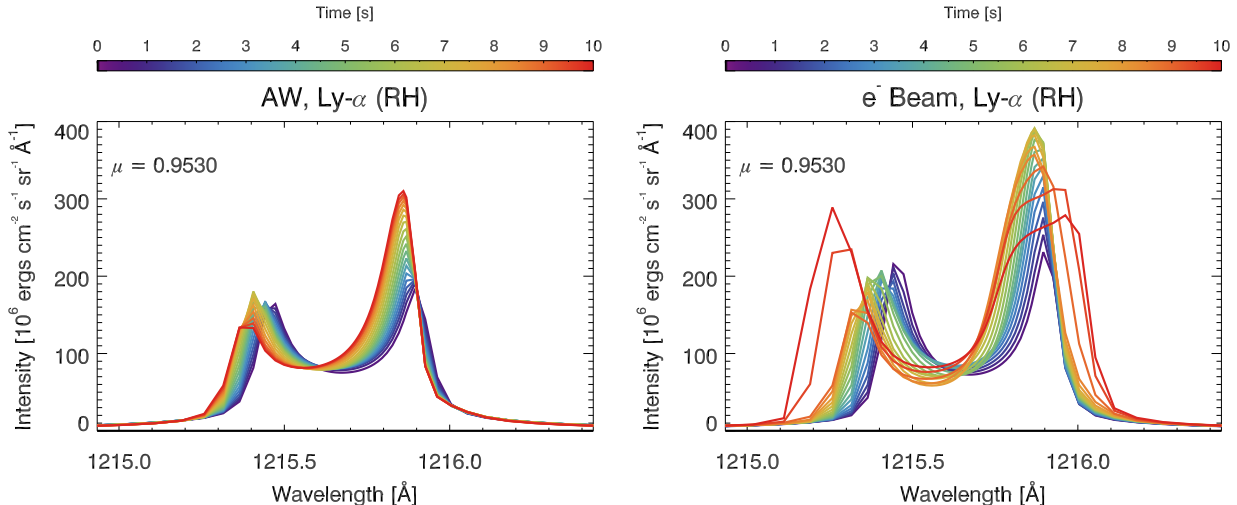 Time [s]
0 1 2 3 4 5 6 7 8 9 10
AW, Ly-α (RH)
Intensity [10⁶ ergs cm⁻² s⁻¹ sr⁻¹ Å⁻¹]
400
300
200
100
0
μ = 0.9530
1215.0 1215.5 1216.0
Wavelength [Å]
Time [s]
0 1 2 3 4 5 6 7 8 9 10
e⁻ Beam, Ly-α (RH)
Intensity [10⁶ ergs cm⁻² s⁻¹ sr⁻¹ Å⁻¹]
400
300
200
100
0
μ = 0.9530
1215.0 1215.5 1216.0
Wavelength [Å]